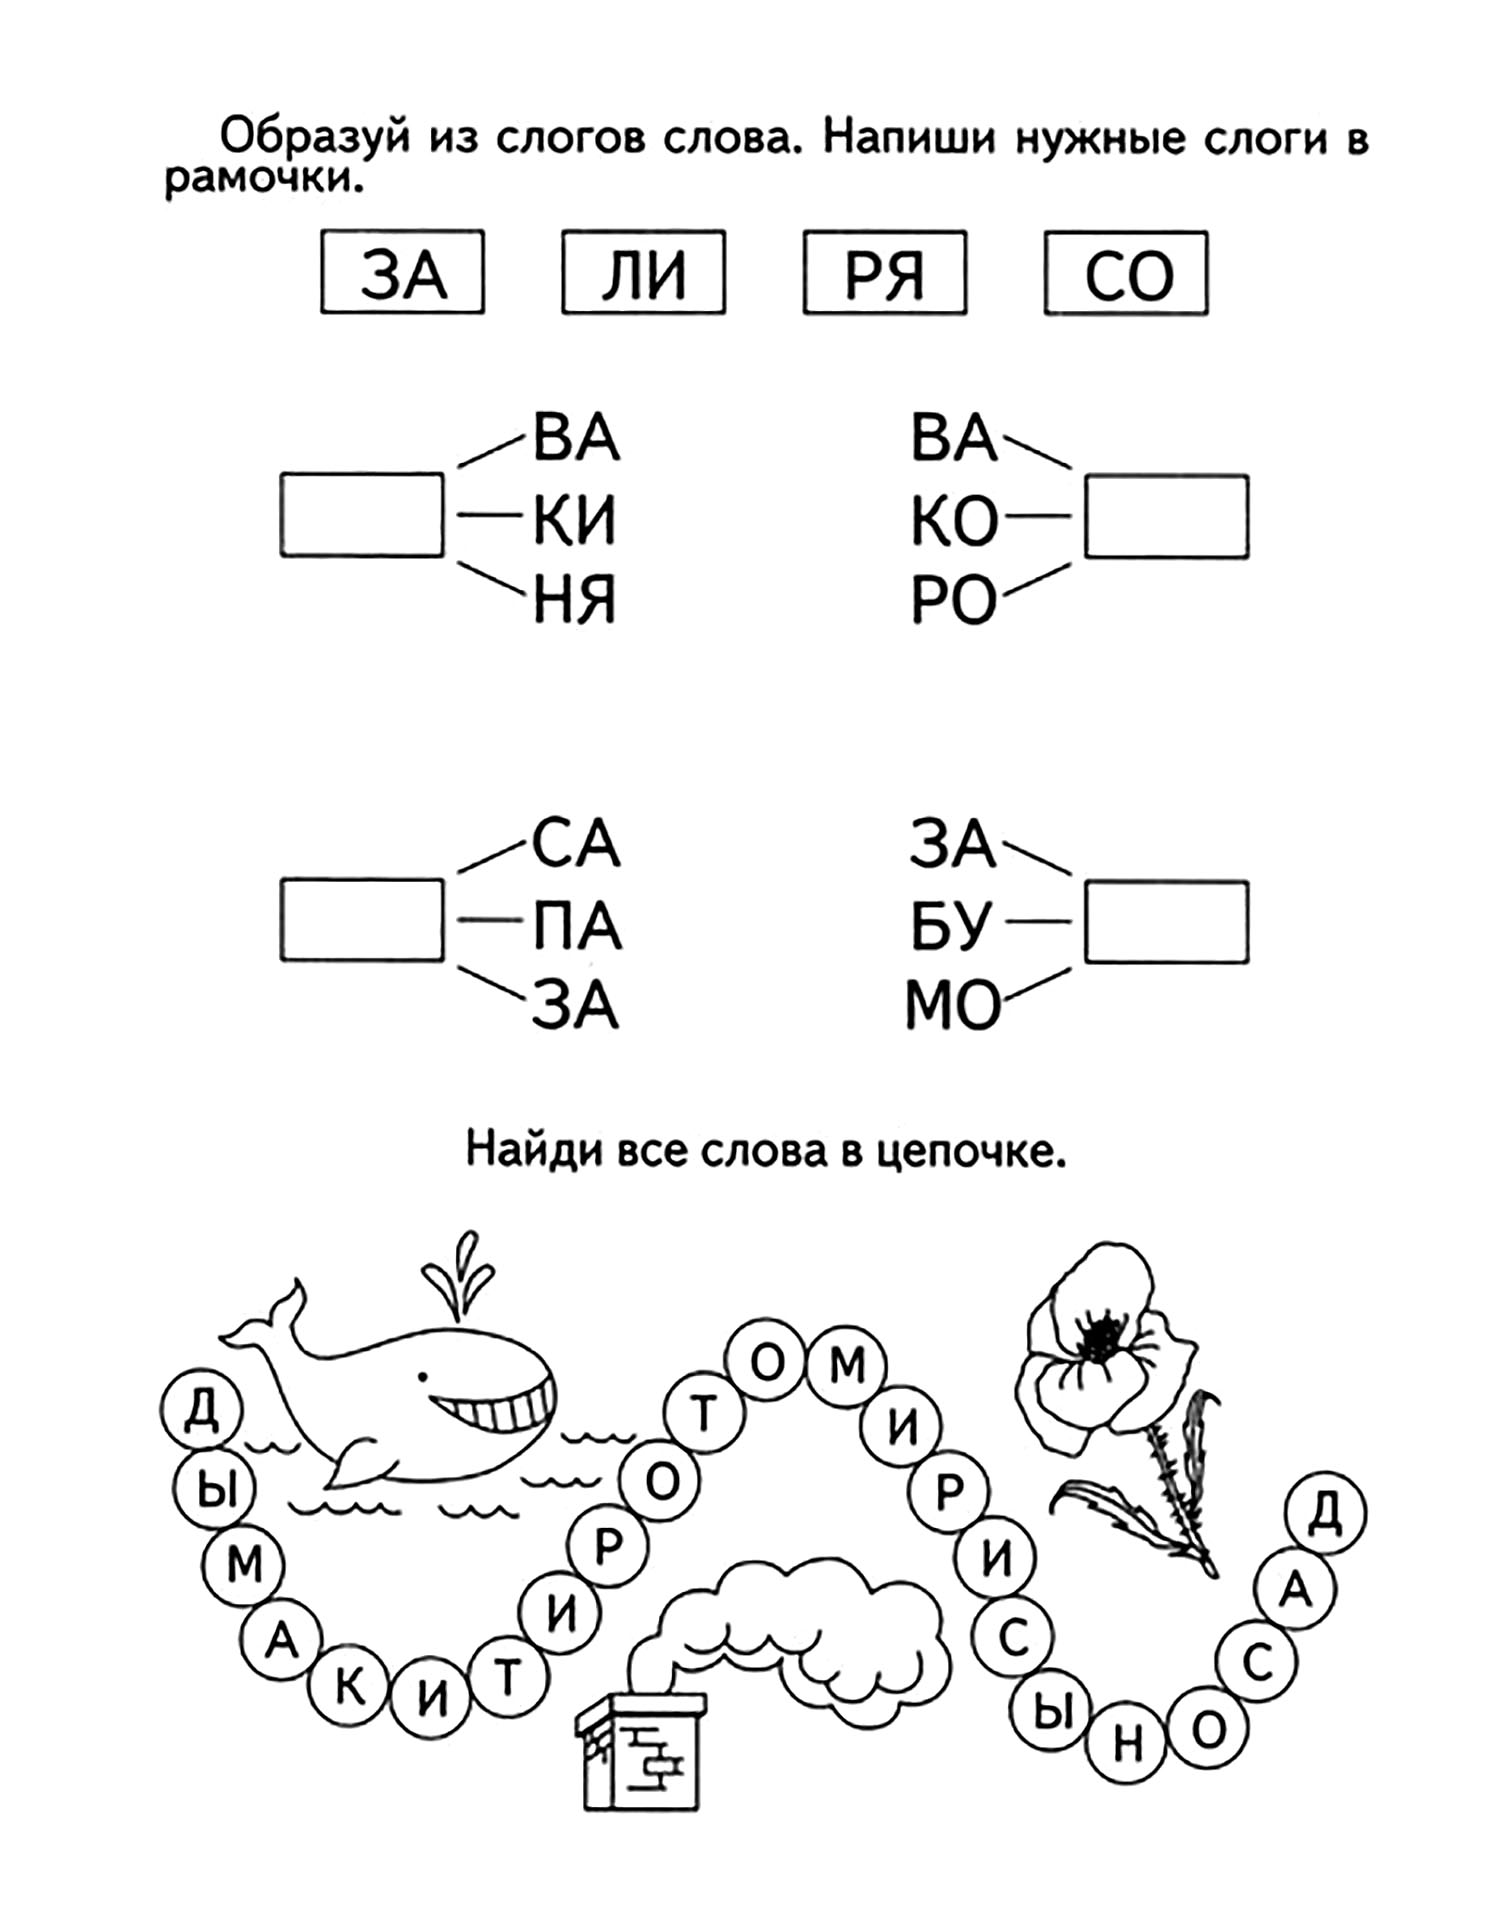 Образуй из слогов слова. Напиши нужные слоги в
рамочки.
ЗА ЛИ РЯ СО
ВА ВА
КИ КО
НЯ РО
СА ЗА
ПА БУ
ЗА МО
Найди все слова в цепочке.
ДЫМАКИТИРОТОМИРИСЫНОСАД